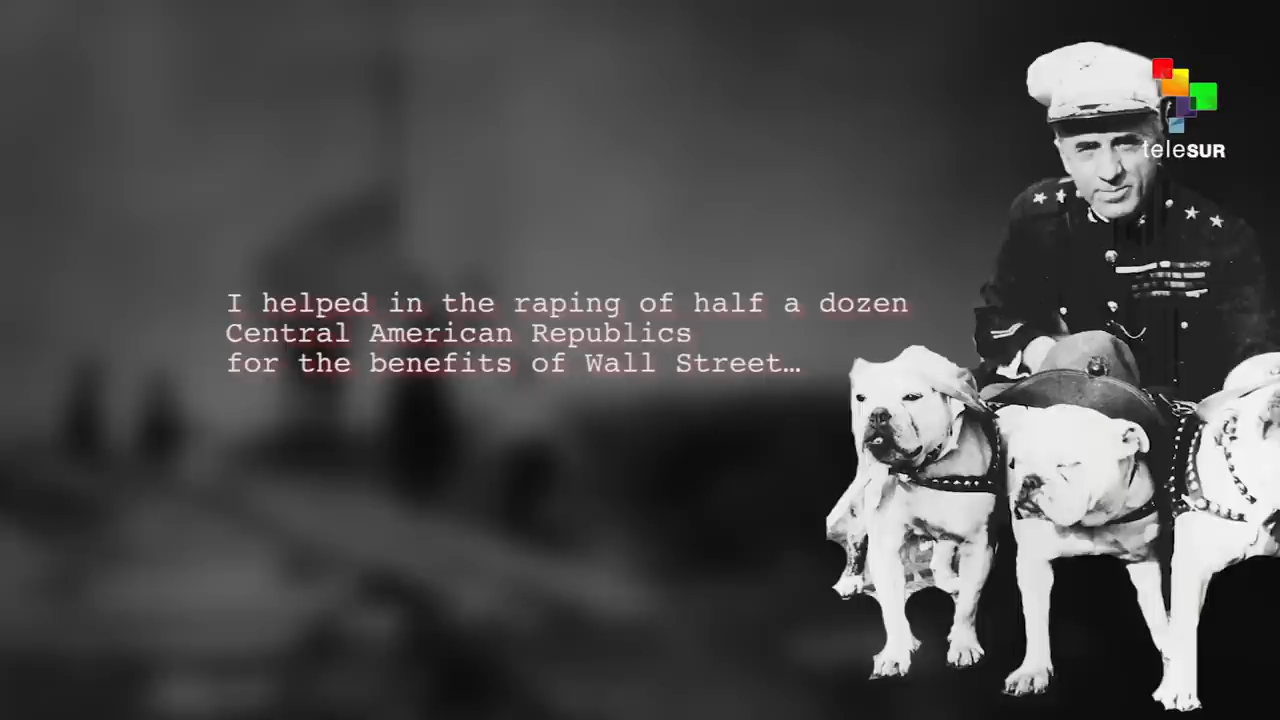 I helped in the raping of half a dozen
Central American Republics
for the benefits of Wall Street…
teleSUR